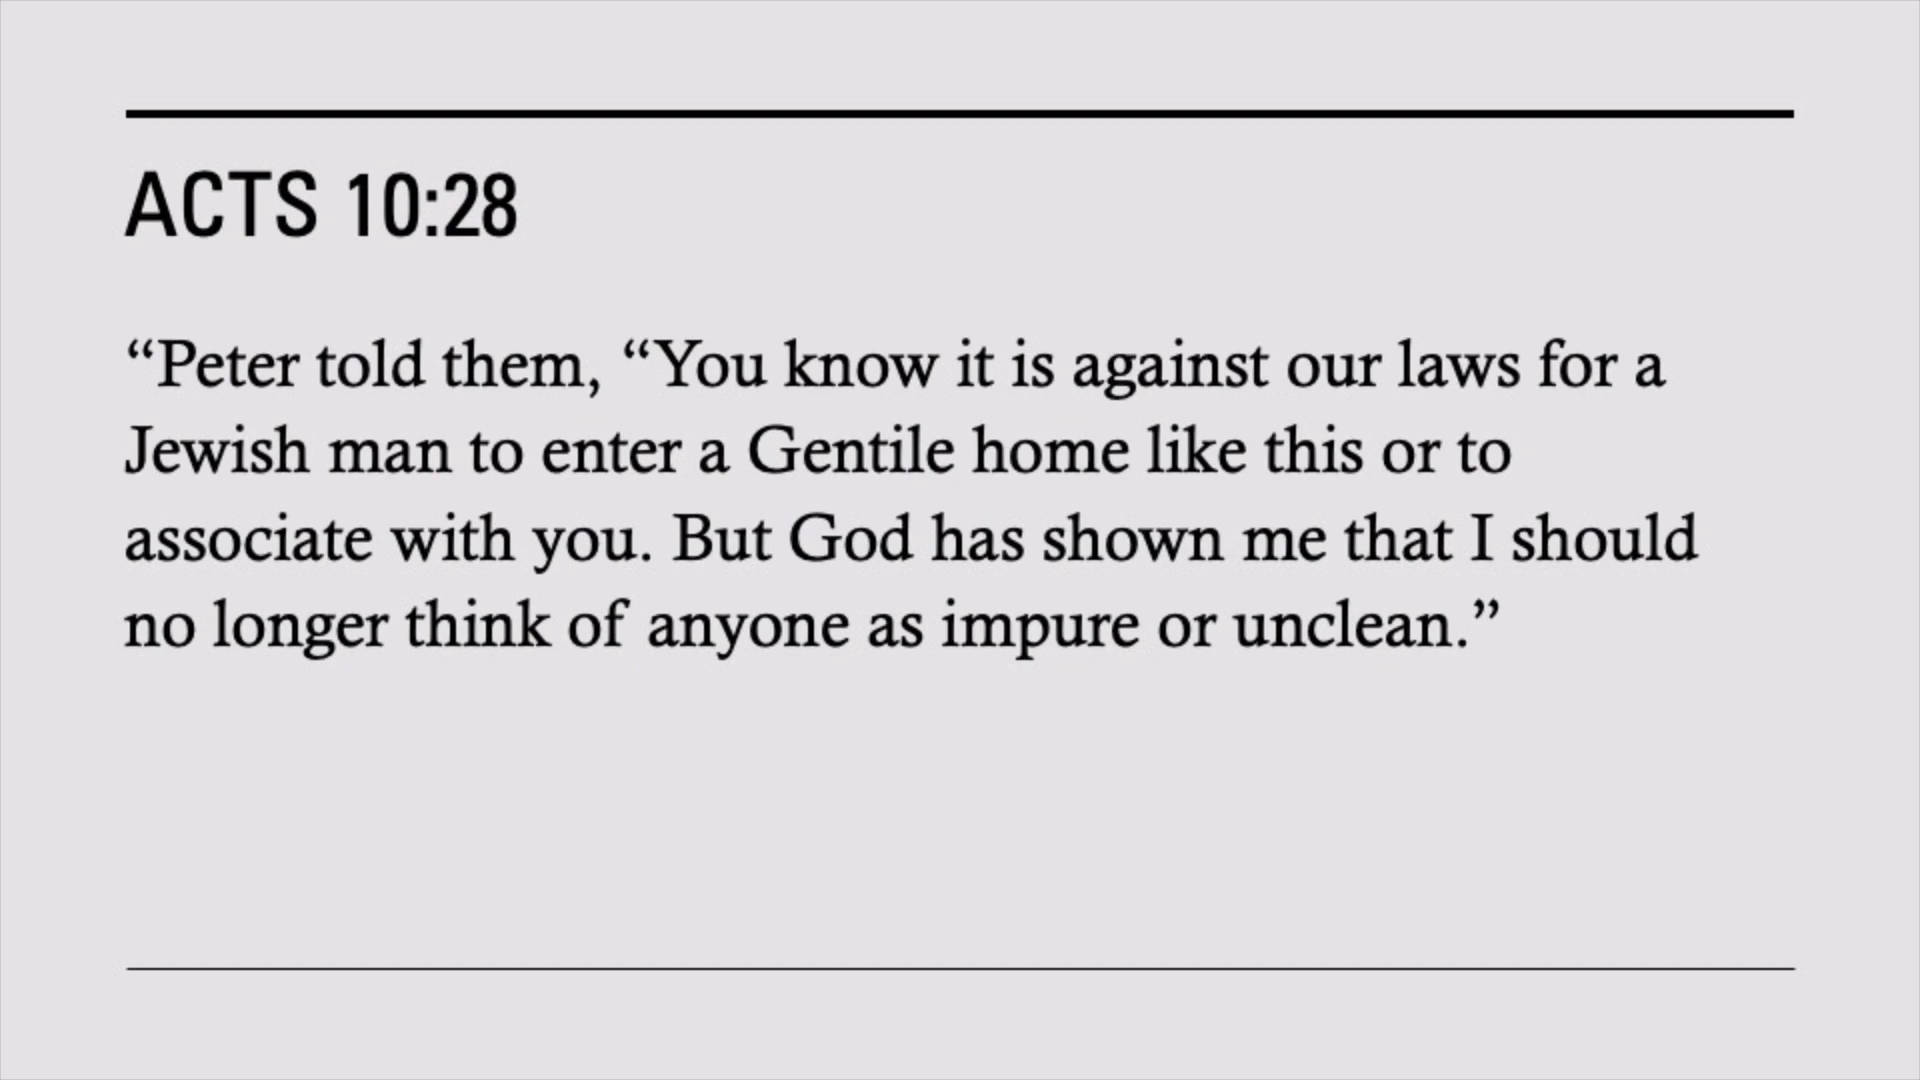 ACTS 10:28
“Peter told them, “You know it is against our laws for a
Jewish man to enter a Gentile home like this or to
associate with you. But God has shown me that I should
no longer think of anyone as impure or unclean.”